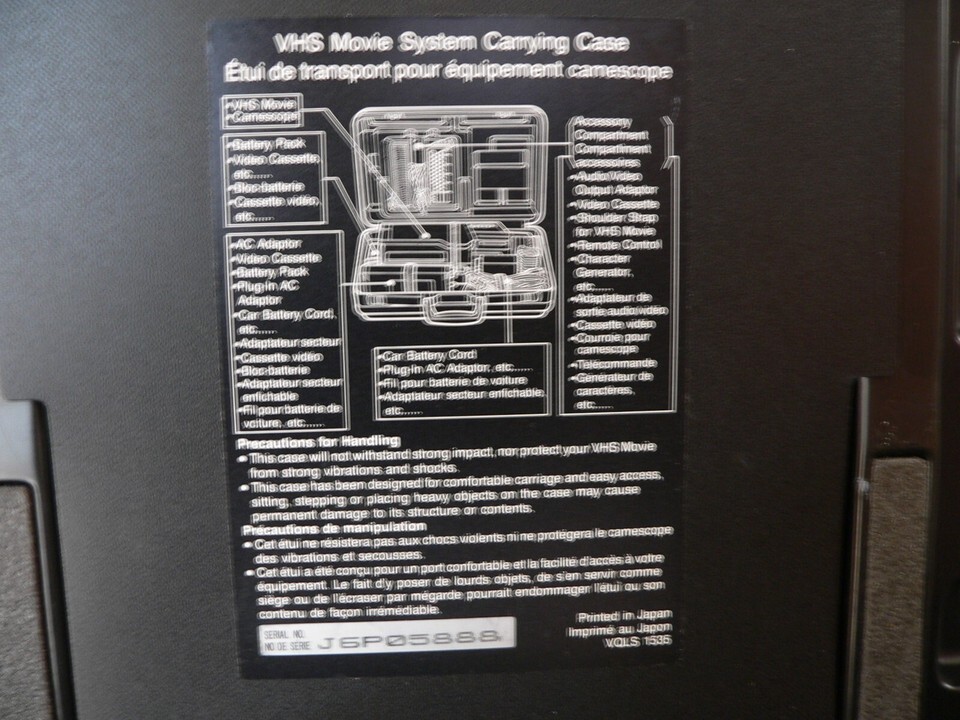 VHS Movie System Carrying Case
Étui de transport pour équipement camescope
•VHS Movie
•Camescope
•Battery Pack
•Video Cassette,
etc......
•Bloc-batterie
•Cassette vidéo,
etc......
•AC Adaptor
•Video Cassette
•Battery Pack
•Plug-in AC
Adaptor
•Car Battery Cord,
etc......
•Adaptateur secteur
•Cassette vidéo
•Bloc-batterie
•Adaptateur secteur
enfichable
•Fil pour batterie de
voiture, etc......
•Car Battery Cord
•Plug-in AC Adaptor, etc......
•Fil pour batterie de voiture
•Adaptateur secteur enfichable,
etc......
Accessory
Compartment
Compartiment
accessoires
•Audio/Video
Output Adaptor
•Video Cassette
•Shoulder Strap
for VHS Movie
•Remote Control
•Character
Generator,
etc......
•Adaptateur de
sortie audio/vidéo
•Cassette vidéo
•Courroie pour
camescope
•Télécommande
•Générateur de
caractères,
etc......
Precautions for Handling
• This case will not withstand strong impact, nor protect your VHS Movie
from strong vibrations and shocks.
• This case has been designed for comfortable carriage and easy access,
sitting, stepping or placing heavy objects on the case may cause
permanent damage to its structure or contents.
Précautions de manipulation
• Cet étui ne résistera pas aux chocs violents ni ne protégera le camescope
des vibrations et secousses.
• Cet étui a été conçu pour un port confortable et la facilité d'accès à votre
équipement. Le fait d'y poser de lourds objets, de s'en servir comme
siège ou de l'écraser par mégarde pourrait endommager l'étui ou son
contenu de façon irrémédiable.
SERIAL NO.
NO DE SÉRIE J6P05888
Printed in Japan
Imprimé au Japon
VQLS 1535